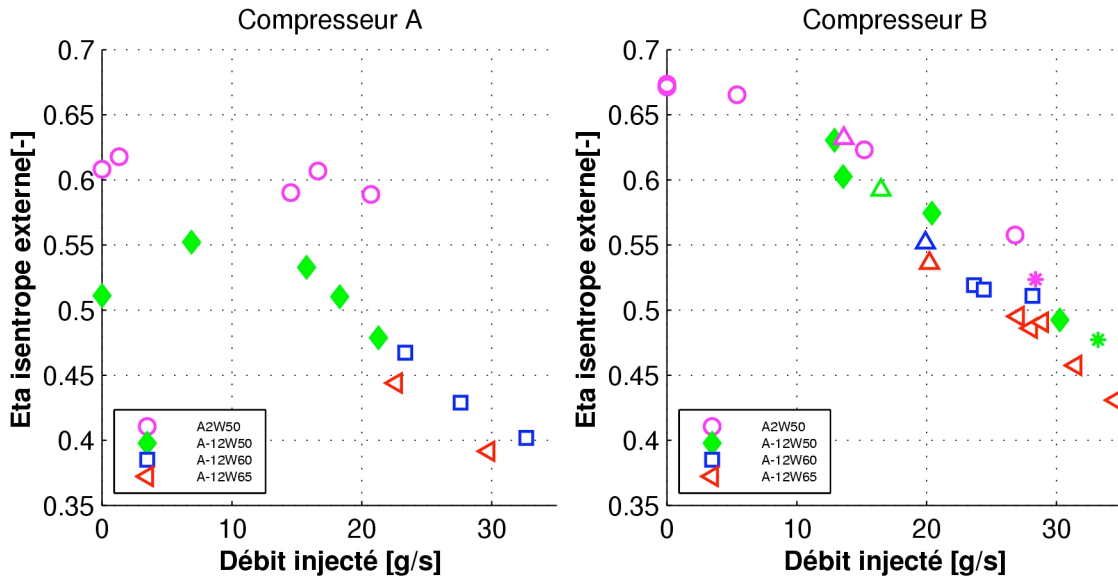 Compresseur A
0.7
0.65
0.6
0.55
0.5
0.45
0.4
0.35
0
10
20
30
Eta isentrope externe[-]
Débit injecté [g/s]
A2W50
A-12W50
A-12W60
A-12W65
Compresseur B
0.7
0.65
0.6
0.55
0.5
0.45
0.4
0.35
0
10
20
30
Eta isentrope externe[-]
Débit injecté [g/s]
A2W50
A-12W50
A-12W60
A-12W65